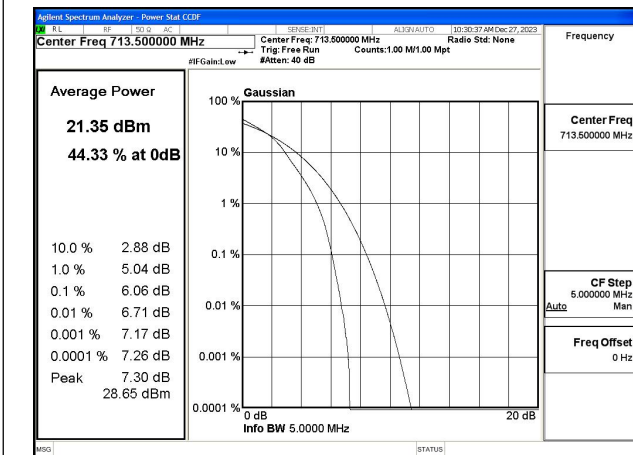 Agilent Spectrum Analyzer - Power Stat CCDF
RL RF 50 Ω AC SENSE:INT ALIGN AUTO 10:30:37 AM Dec 27, 2023
Center Freq 713.500000 MHz
Center Freq: 713.500000 MHz Radio Std: None
Trig: Free Run Counts:1.00 M/1.00 Mpt
#IFGain:Low #Atten: 40 dB
Frequency
Average Power
21.35 dBm
44.33 % at 0dB
10.0 % 2.88 dB
1.0 % 5.04 dB
0.1 % 6.06 dB
0.01 % 6.71 dB
0.001 % 7.17 dB
0.0001 % 7.26 dB
Peak 7.30 dB
28.65 dBm
Gaussian
100 %
10 %
1 %
0.1 %
0.01 %
0.001 %
0.0001 %
0 dB 20 dB
Info BW 5.0000 MHz
Center Freq
713.500000 MHz
CF Step
5.000000 MHz
Auto Man
Freq Offset
0 Hz
MSG STATUS